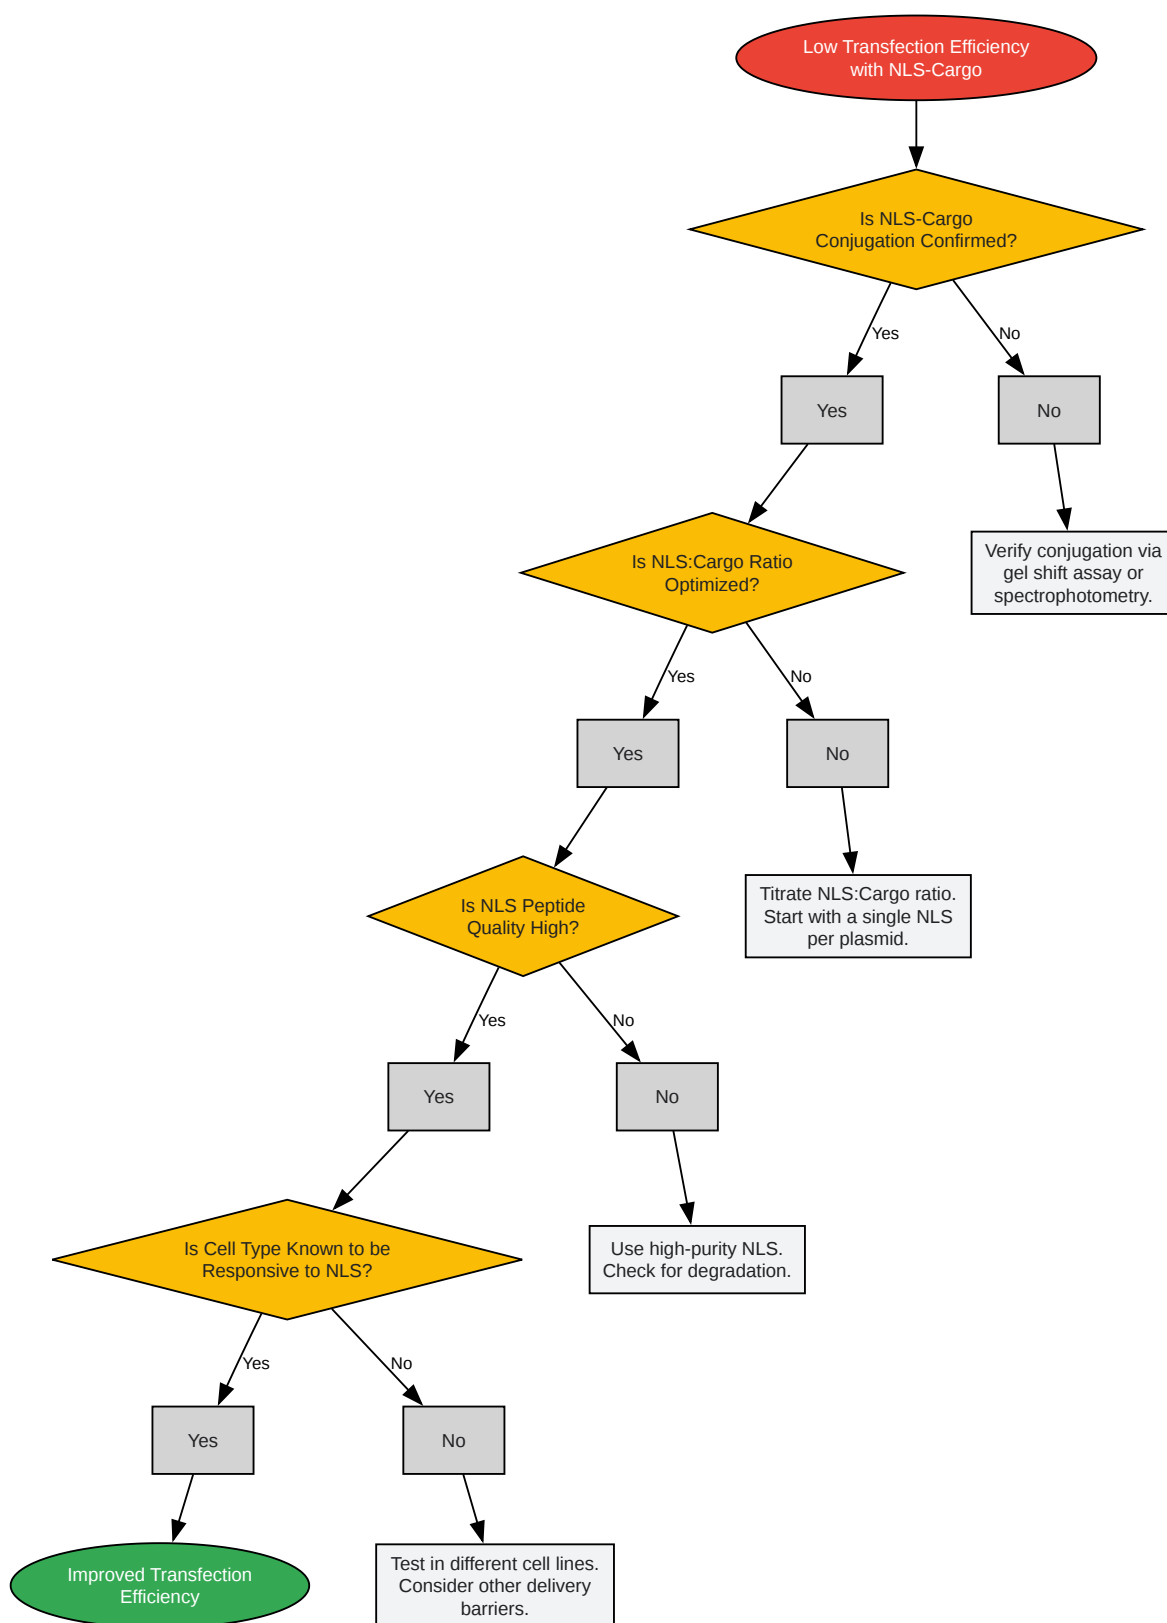 Low Transfection Efficiency
with NLS-Cargo
Is NLS-Cargo
Conjugation Confirmed?
Yes
No
Yes
No
Is NLS:Cargo Ratio
Optimized?
Verify conjugation via
gel shift assay or
spectrophotometry.
Yes
No
Yes
No
Is NLS Peptide
Quality High?
Titrate NLS:Cargo ratio.
Start with a single NLS
per plasmid.
Yes
No
Yes
No
Is Cell Type Known to be
Responsive to NLS?
Use high-purity NLS.
Check for degradation.
Yes
No
Yes
No
Improved Transfection
Efficiency
Test in different cell lines.
Consider other delivery
barriers.